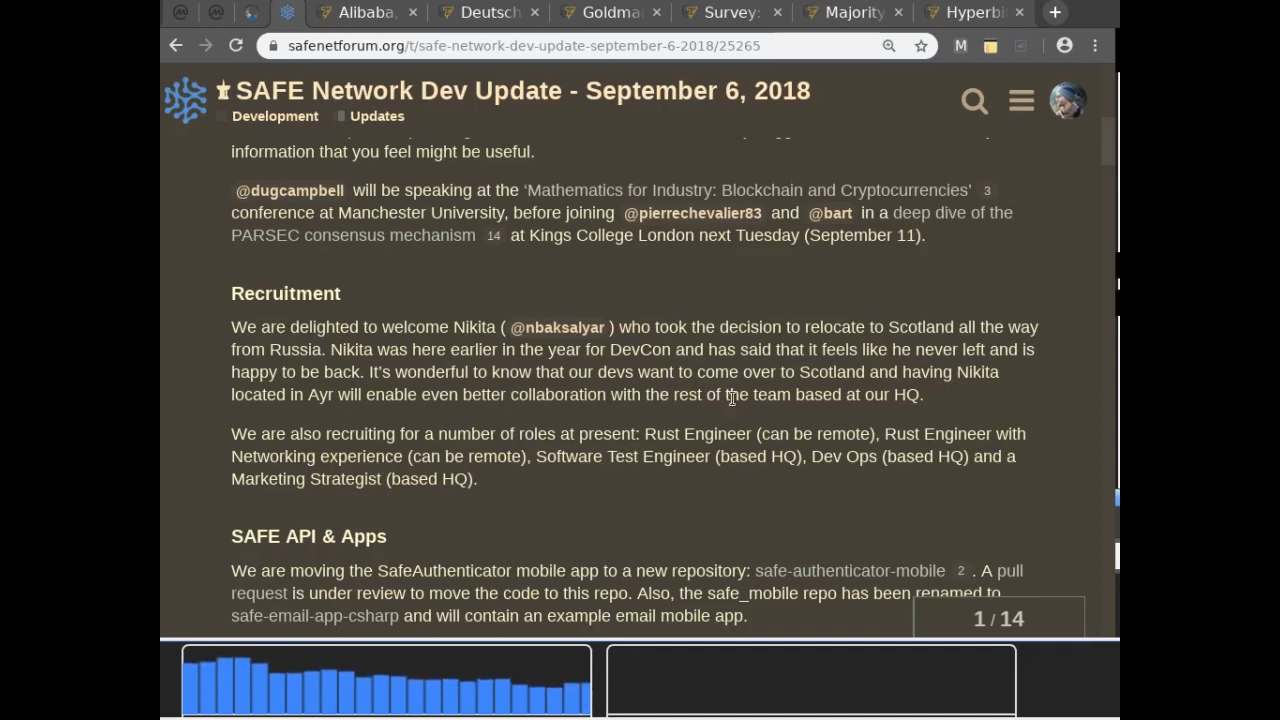 Alibaba,
Deutsch
Goldma
Survey:
Majority
Hyperbi
safenetforum.org/t/safe-network-dev-update-september-6-2018/25265
M
SAFE Network Dev Update - September 6, 2018
Development Updates
information that you feel might be useful.
@dugcampbell will be speaking at the ‘Mathematics for Industry: Blockchain and Cryptocurrencies’ 3
conference at Manchester University, before joining @pierrechevalier83 and @bart in a deep dive of the
PARSEC consensus mechanism 14 at Kings College London next Tuesday (September 11).
Recruitment
We are delighted to welcome Nikita ( @nbaksalyar ) who took the decision to relocate to Scotland all the way
from Russia. Nikita was here earlier in the year for DevCon and has said that it feels like he never left and is
happy to be back. It’s wonderful to know that our devs want to come over to Scotland and having Nikita
located in Ayr will enable even better collaboration with the rest of the team based at our HQ.
We are also recruiting for a number of roles at present: Rust Engineer (can be remote), Rust Engineer with
Networking experience (can be remote), Software Test Engineer (based HQ), Dev Ops (based HQ) and a
Marketing Strategist (based HQ).
SAFE API & Apps
We are moving the SafeAuthenticator mobile app to a new repository: safe-authenticator-mobile 2 . A pull
request is under review to move the code to this repo. Also, the safe_mobile repo has been renamed to
safe-email-app-csharp and will contain an example email mobile app.
1 / 14